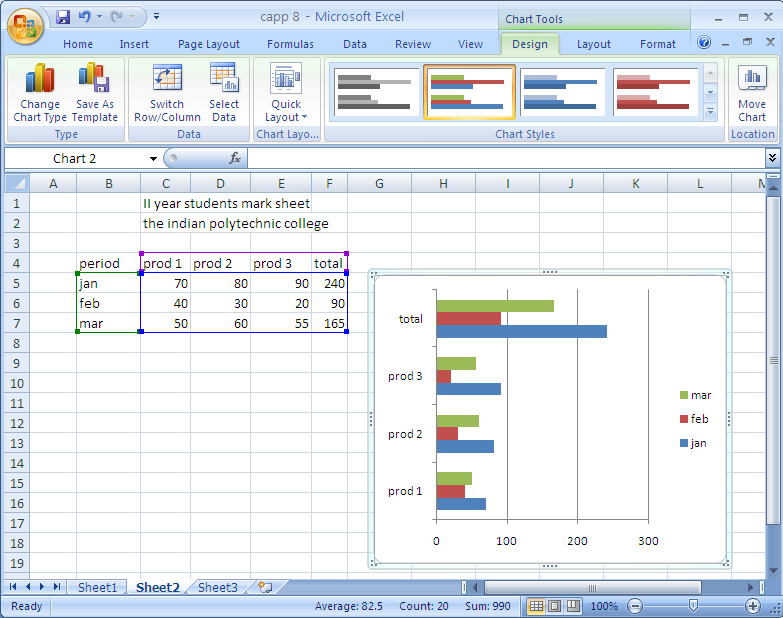 capp 8 - Microsoft Excel
Chart Tools
Home Insert Page Layout Formulas Data Review View Design Layout Format
Change Chart Type
Save As Template
Switch Row/Column
Select Data
Quick Layout
Move Chart
Type Data Chart Layo... Chart Styles Location
Chart 2
fx
A B C D E F G H I J K L M
1 II year students mark sheet
2 the indian polytechnic college
3
4 period prod 1 prod 2 prod 3 total
5 jan 70 80 90 240
6 feb 40 30 20 90
7 mar 50 60 55 165
8
9
10
11
12
13
14
15
16
17
18
19
total
prod 3
prod 2
prod 1
0 100 200 300
mar
feb
jan
Sheet1 Sheet2 Sheet3
Ready Average: 82.5 Count: 20 Sum: 990 100%